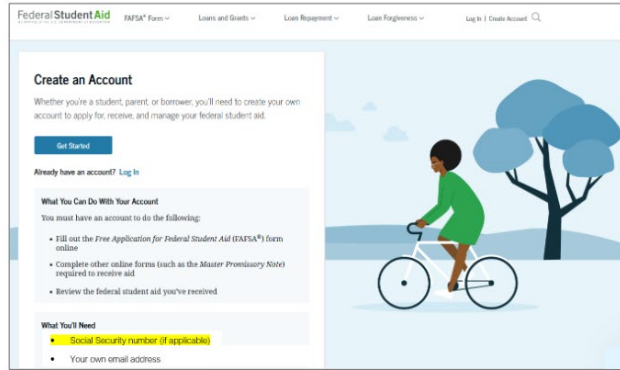 Federal Student Aid
FAFSA® Form
Loans and Grants
Loan Repayment
Loan Forgiveness
Log In | Create Account
Create an Account
Whether you're a student, parent, or borrower, you'll need to create your own
account to apply for, receive, and manage your federal student aid.
Get Started
Already have an account? Log In
What You Can Do With Your Account
You must have an account to do the following:
• Fill out the Free Application for Federal Student Aid (FAFSA®) form
online
• Complete other online forms (such as the Master Promissory Note)
required to receive aid
• Review the federal student aid you've received
What You'll Need
• Social Security number (if applicable)
• Your own email address